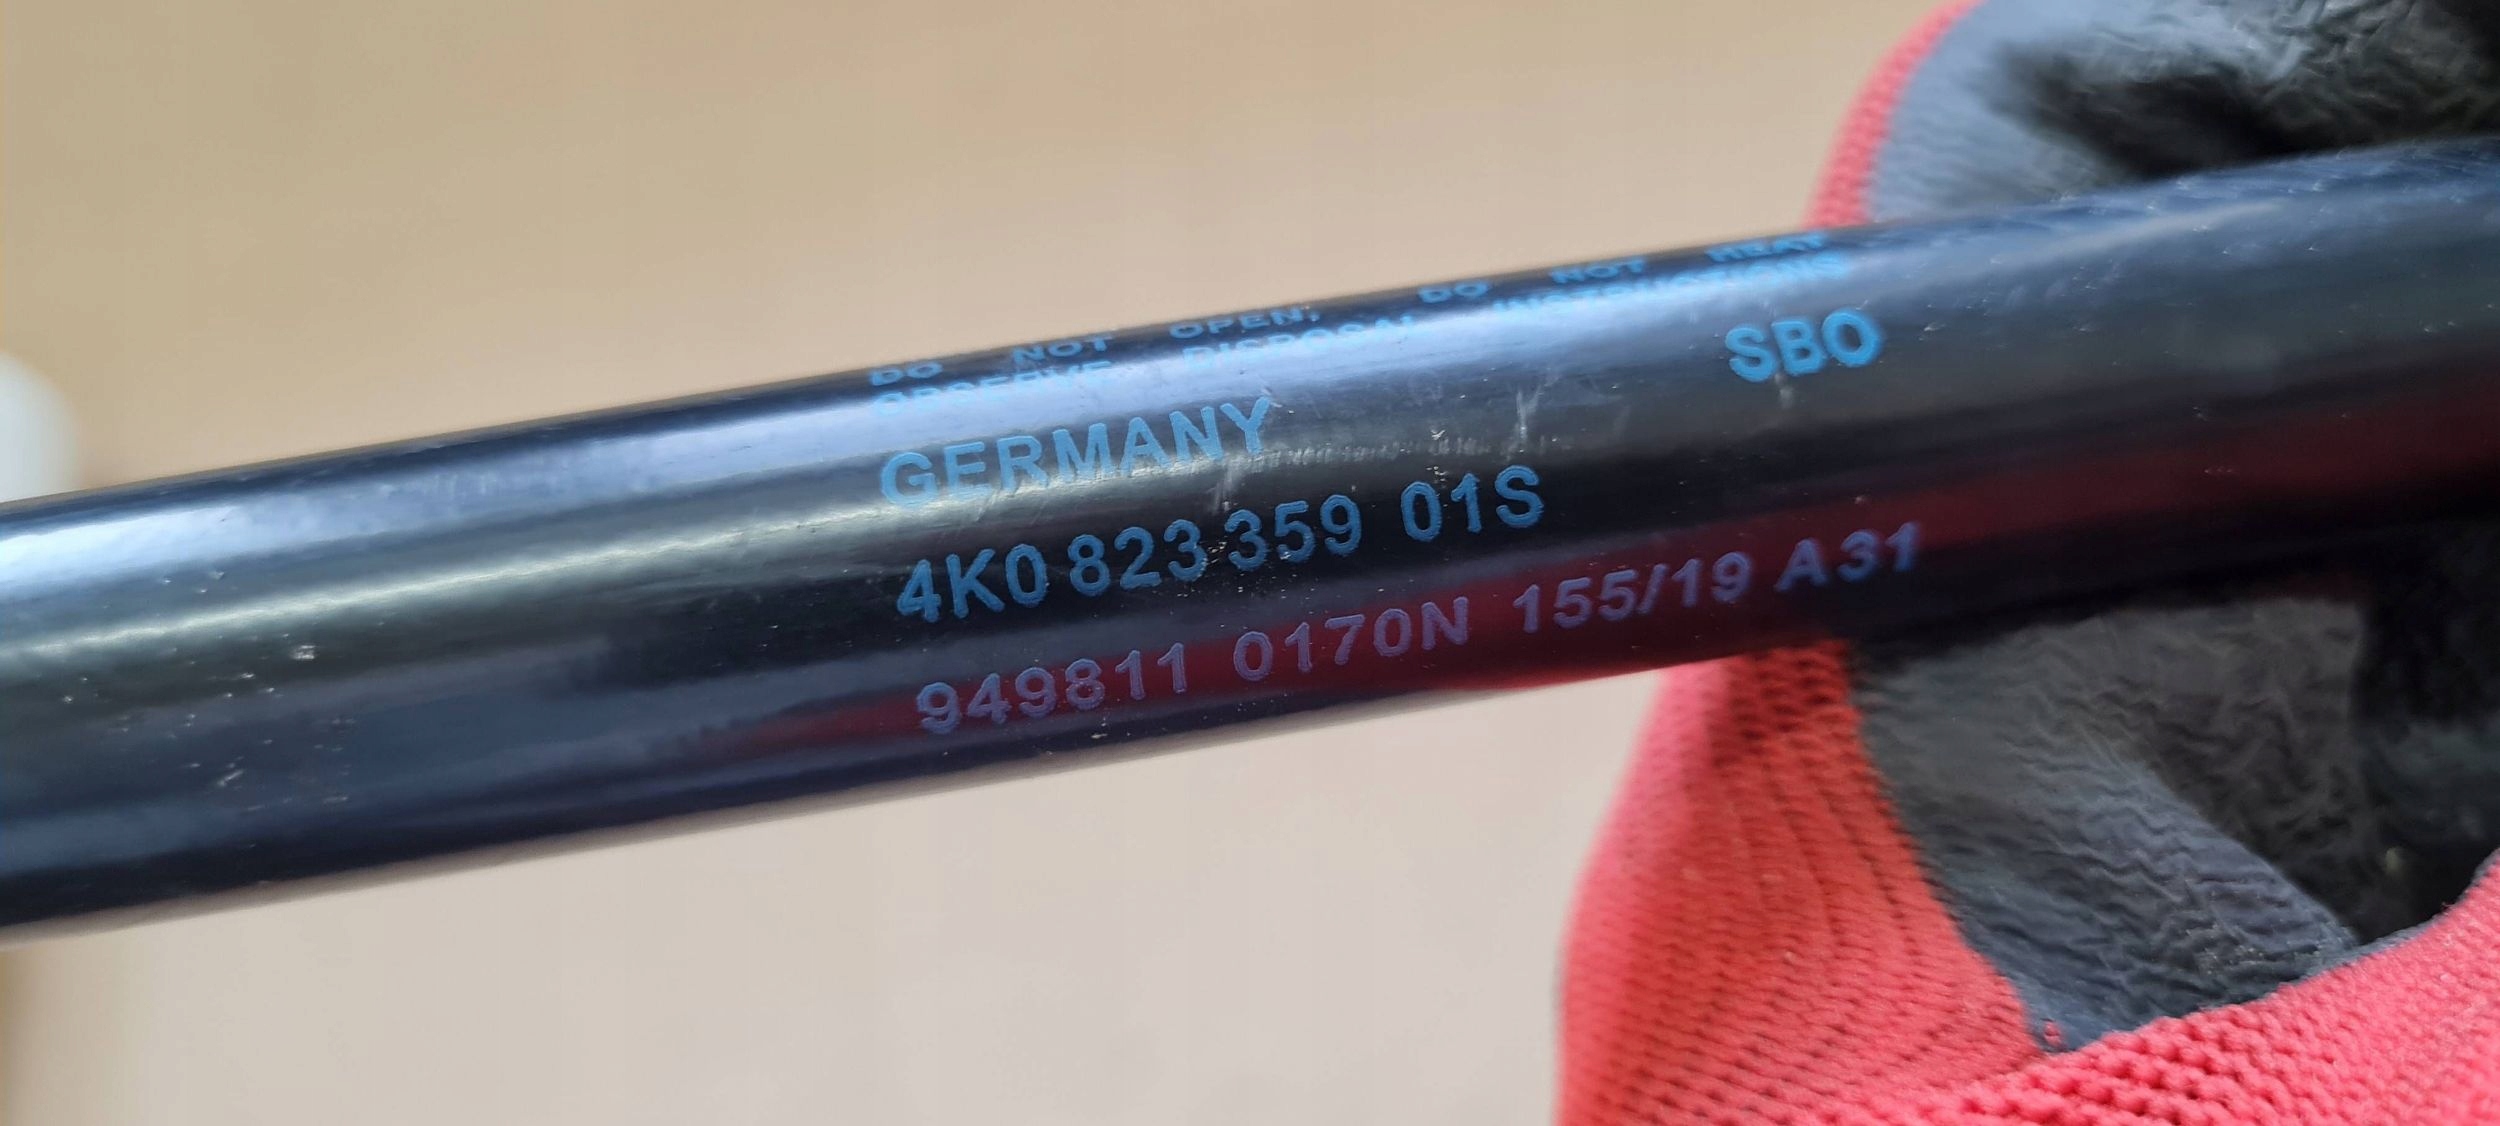 DO NOT OPEN, DO NOT HEAT
OBSERVE DISPOSAL INSTRUCTIONS
GERMANY SBO
4K0 823 359 01S
949811 0170N 155/19 A31